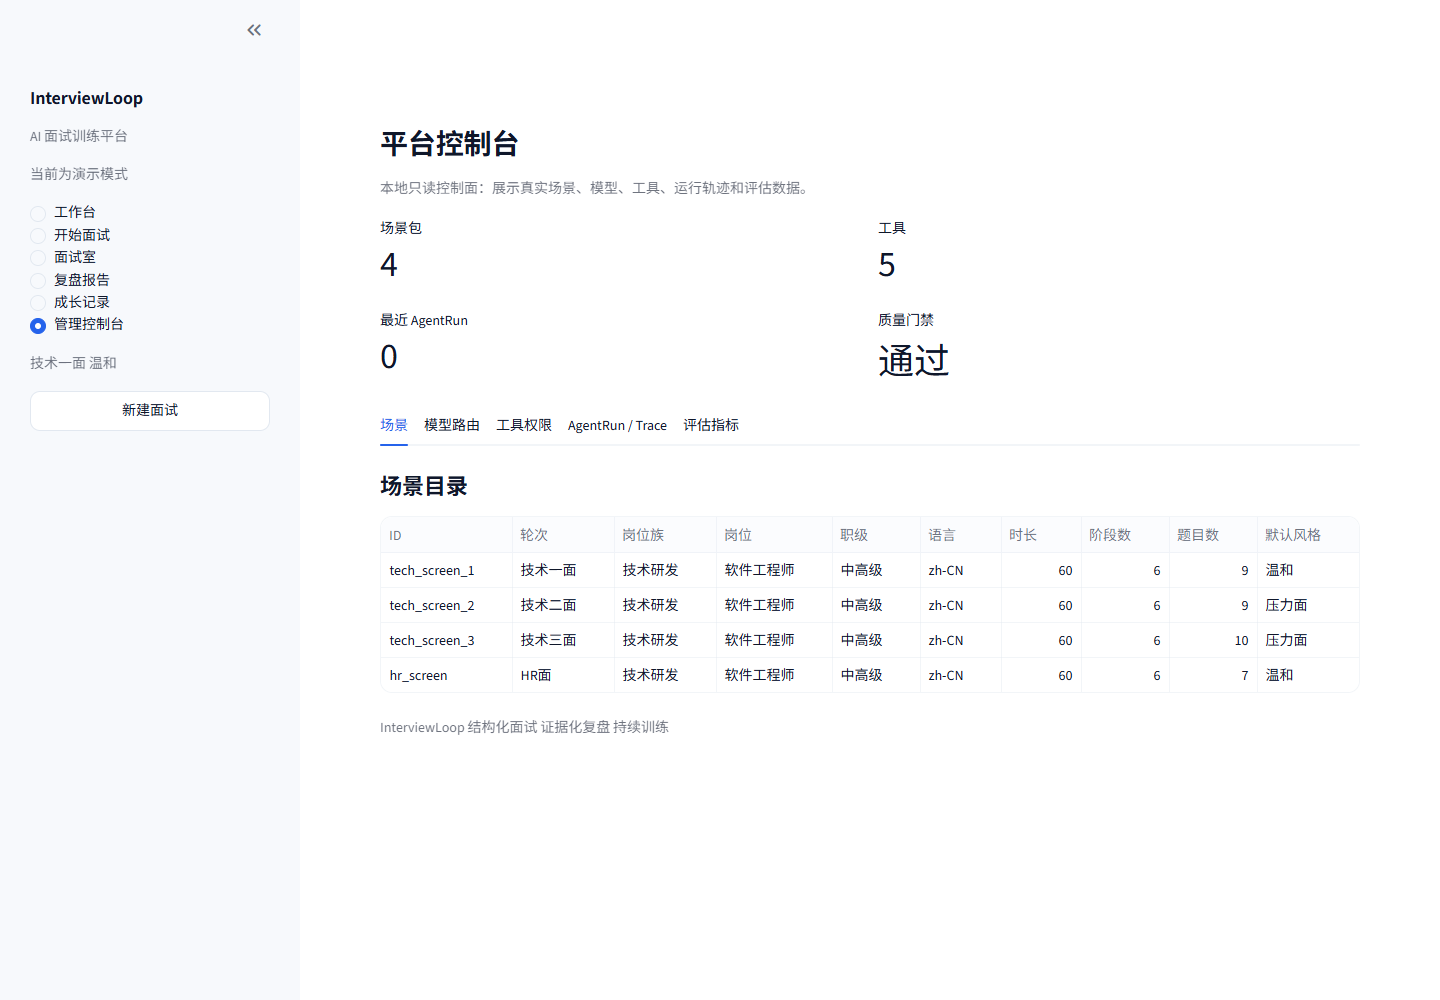 InterviewLoop
AI 面试训练平台
当前为演示模式
工作台
开始面试
面试室
复盘报告
成长记录
管理控制台
技术一面 温和
新建面试
平台控制台
本地只读控制面：展示真实场景、模型、工具、运行轨迹和评估数据。
场景包
4
工具
5
最近 AgentRun
0
质量门禁
通过
场景 模型路由 工具权限 AgentRun / Trace 评估指标
场景目录
ID 轮次 岗位族 岗位 职级 语言 时长 阶段数 题目数 默认风格
tech_screen_1 技术一面 技术研发 软件工程师 中高级 zh-CN 60 6 9 温和
tech_screen_2 技术二面 技术研发 软件工程师 中高级 zh-CN 60 6 9 压力面
tech_screen_3 技术三面 技术研发 软件工程师 中高级 zh-CN 60 6 10 压力面
hr_screen HR面 技术研发 软件工程师 中高级 zh-CN 60 6 7 温和
InterviewLoop 结构化面试 证据化复盘 持续训练